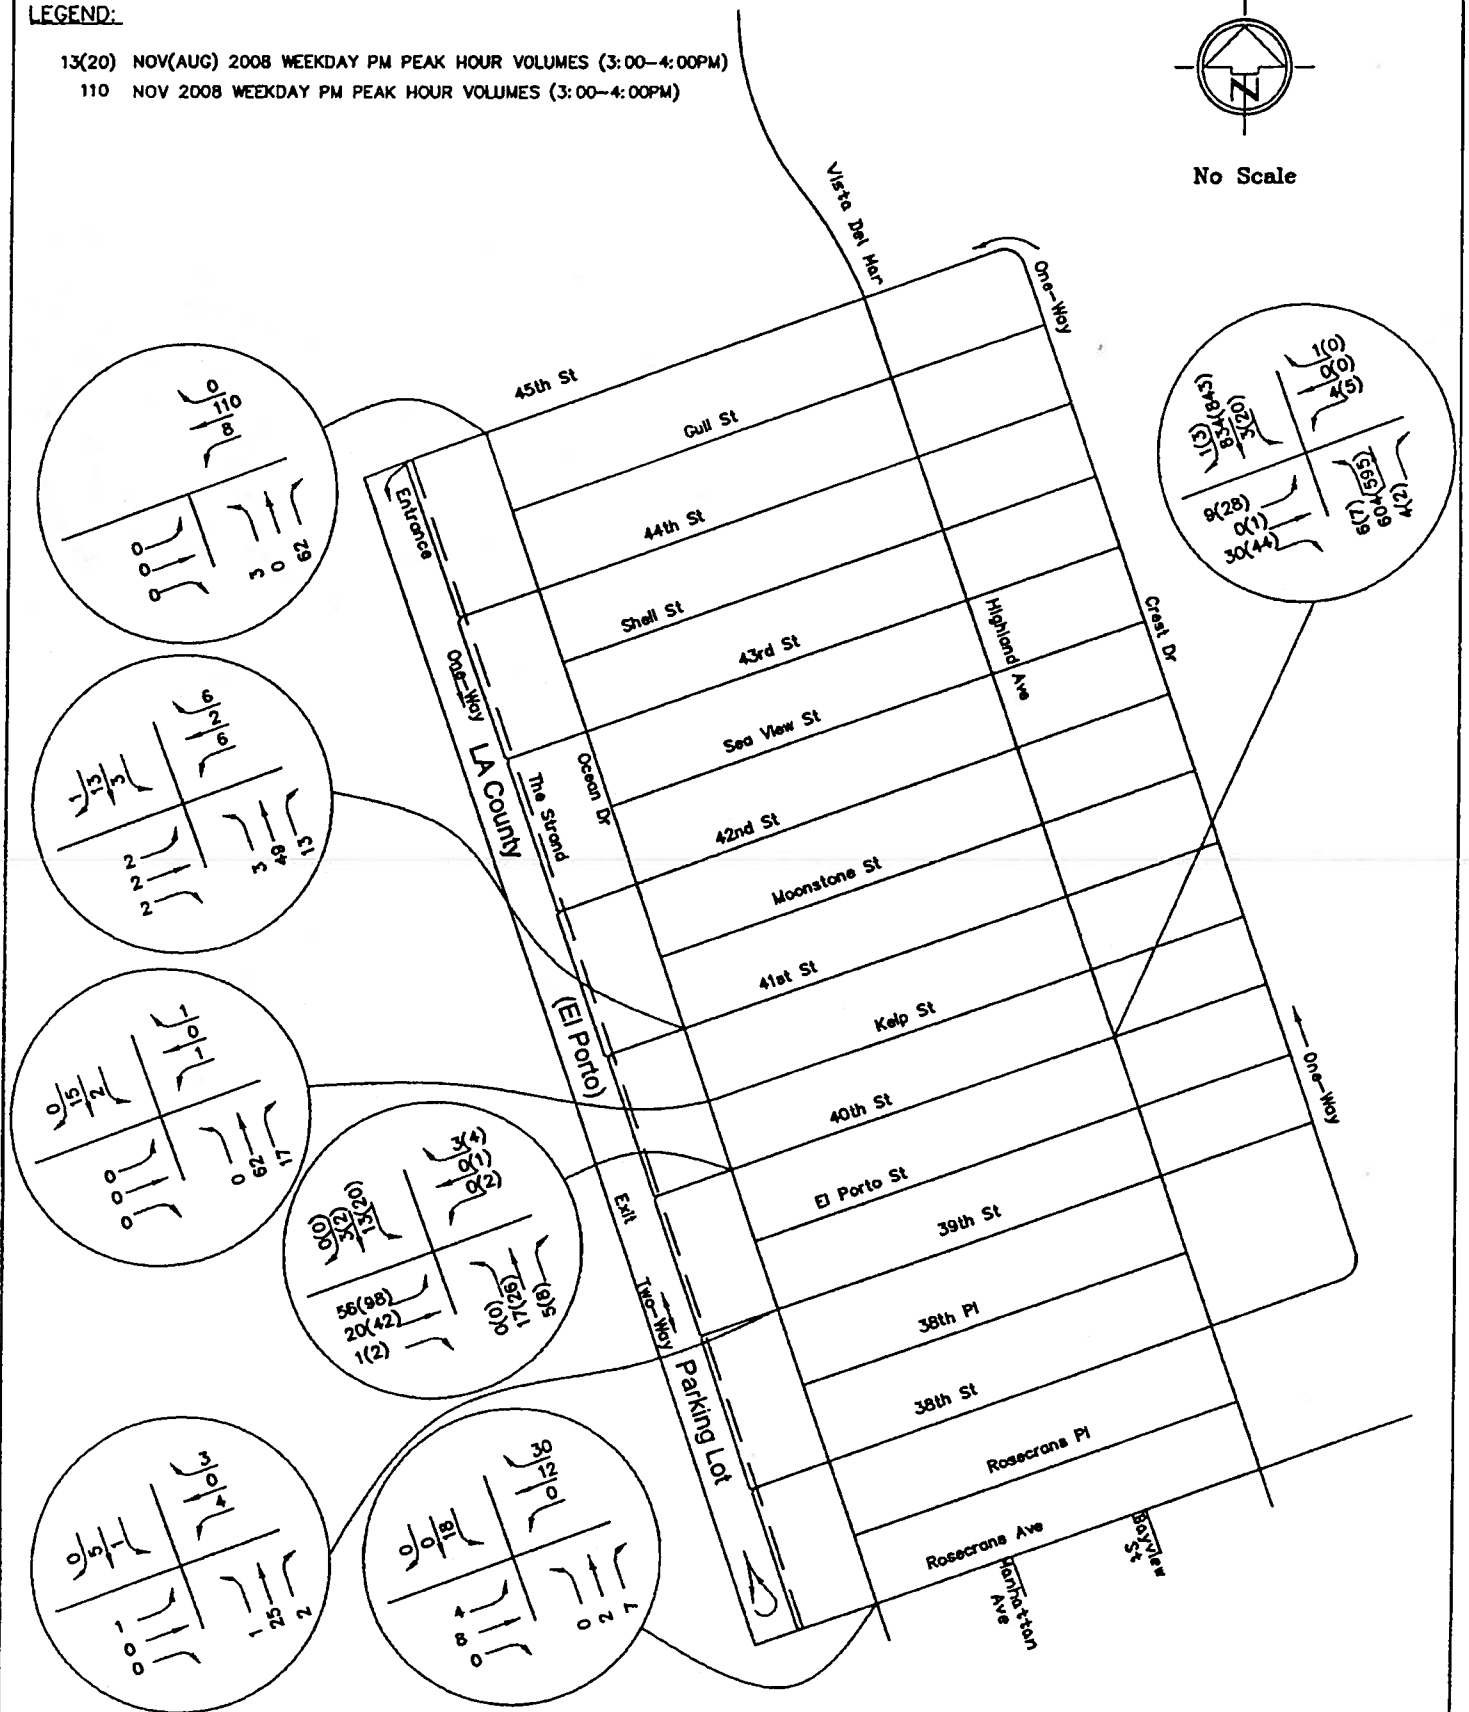 LEGEND:
13(20) NOV(AUG) 2008 WEEKDAY PM PEAK HOUR VOLUMES (3:00-4:00PM)
110 NOV 2008 WEEKDAY PM PEAK HOUR VOLUMES (3:00-4:00PM)
N
No Scale
Vista Del Mar
One-Way
45th St
Gull St
44th St
Shell St
43rd St
Sea View St
42nd St
Moonstone St
41st St
Kelp St
40th St
El Porto St
39th St
38th Pl
38th St
Rosecrans Pl
Rosecrans Ave
Manhattan Ave
Bayview St
Highland Ave
Crest Dr
One-Way
Ocean Dr
The Strand
Entrance
One-Way
LA County
(El Porto)
Exit
Two-Way
Parking Lot
0
110
8
0
0
0
3
0
62
6
2
6
1
13
3
2
2
2
3
49
13
1
0
1
0
15
2
0
0
0
0
62
17
3(4)
0(1)
0(2)
0(0)
3(2)
13(20)
56(98)
20(42)
1(2)
0(0)
17(26)
5(8)
3
0
4
0
5
1
1
0
0
1
25
2
30
12
0
0
0
18
4
8
0
0
2
7
1(0)
0(0)
4(5)
1(3)
834(843)
3(20)
9(28)
0(1)
30(44)
6(7)
604(595)
4(2)